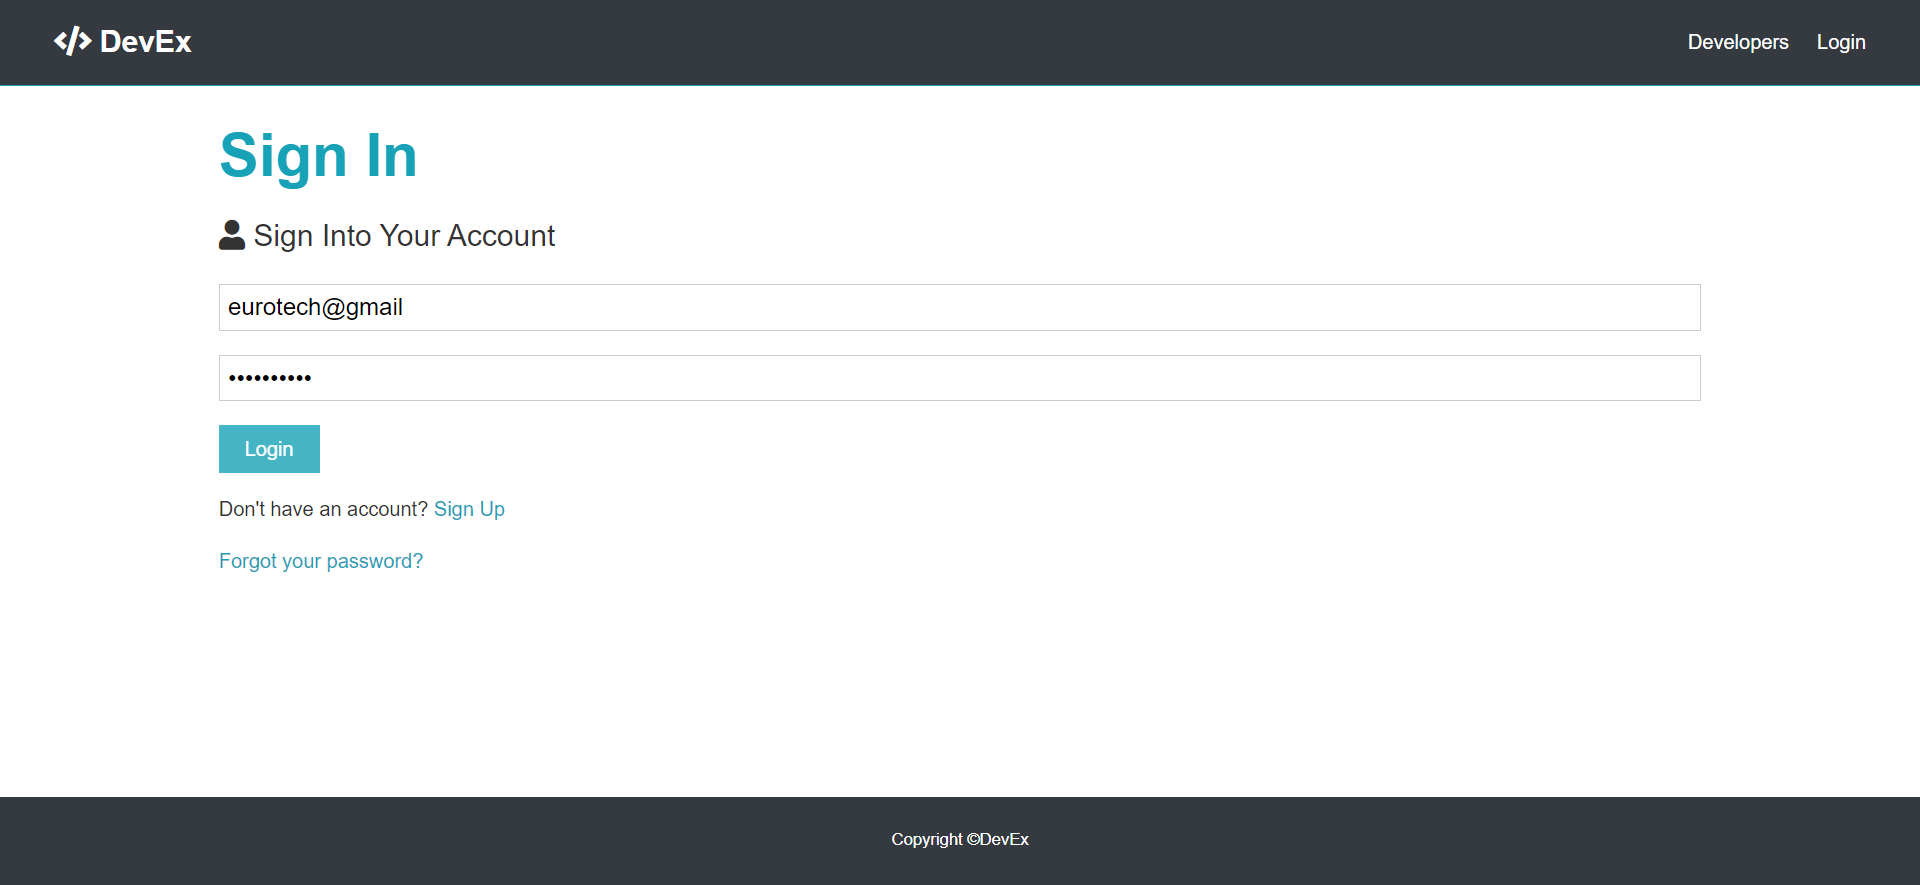 DevEx
Developers Login
Sign In
Sign Into Your Account
eurotech@gmail
••••••••••
Login
Don't have an account? Sign Up
Forgot your password?
Copyright ©DevEx